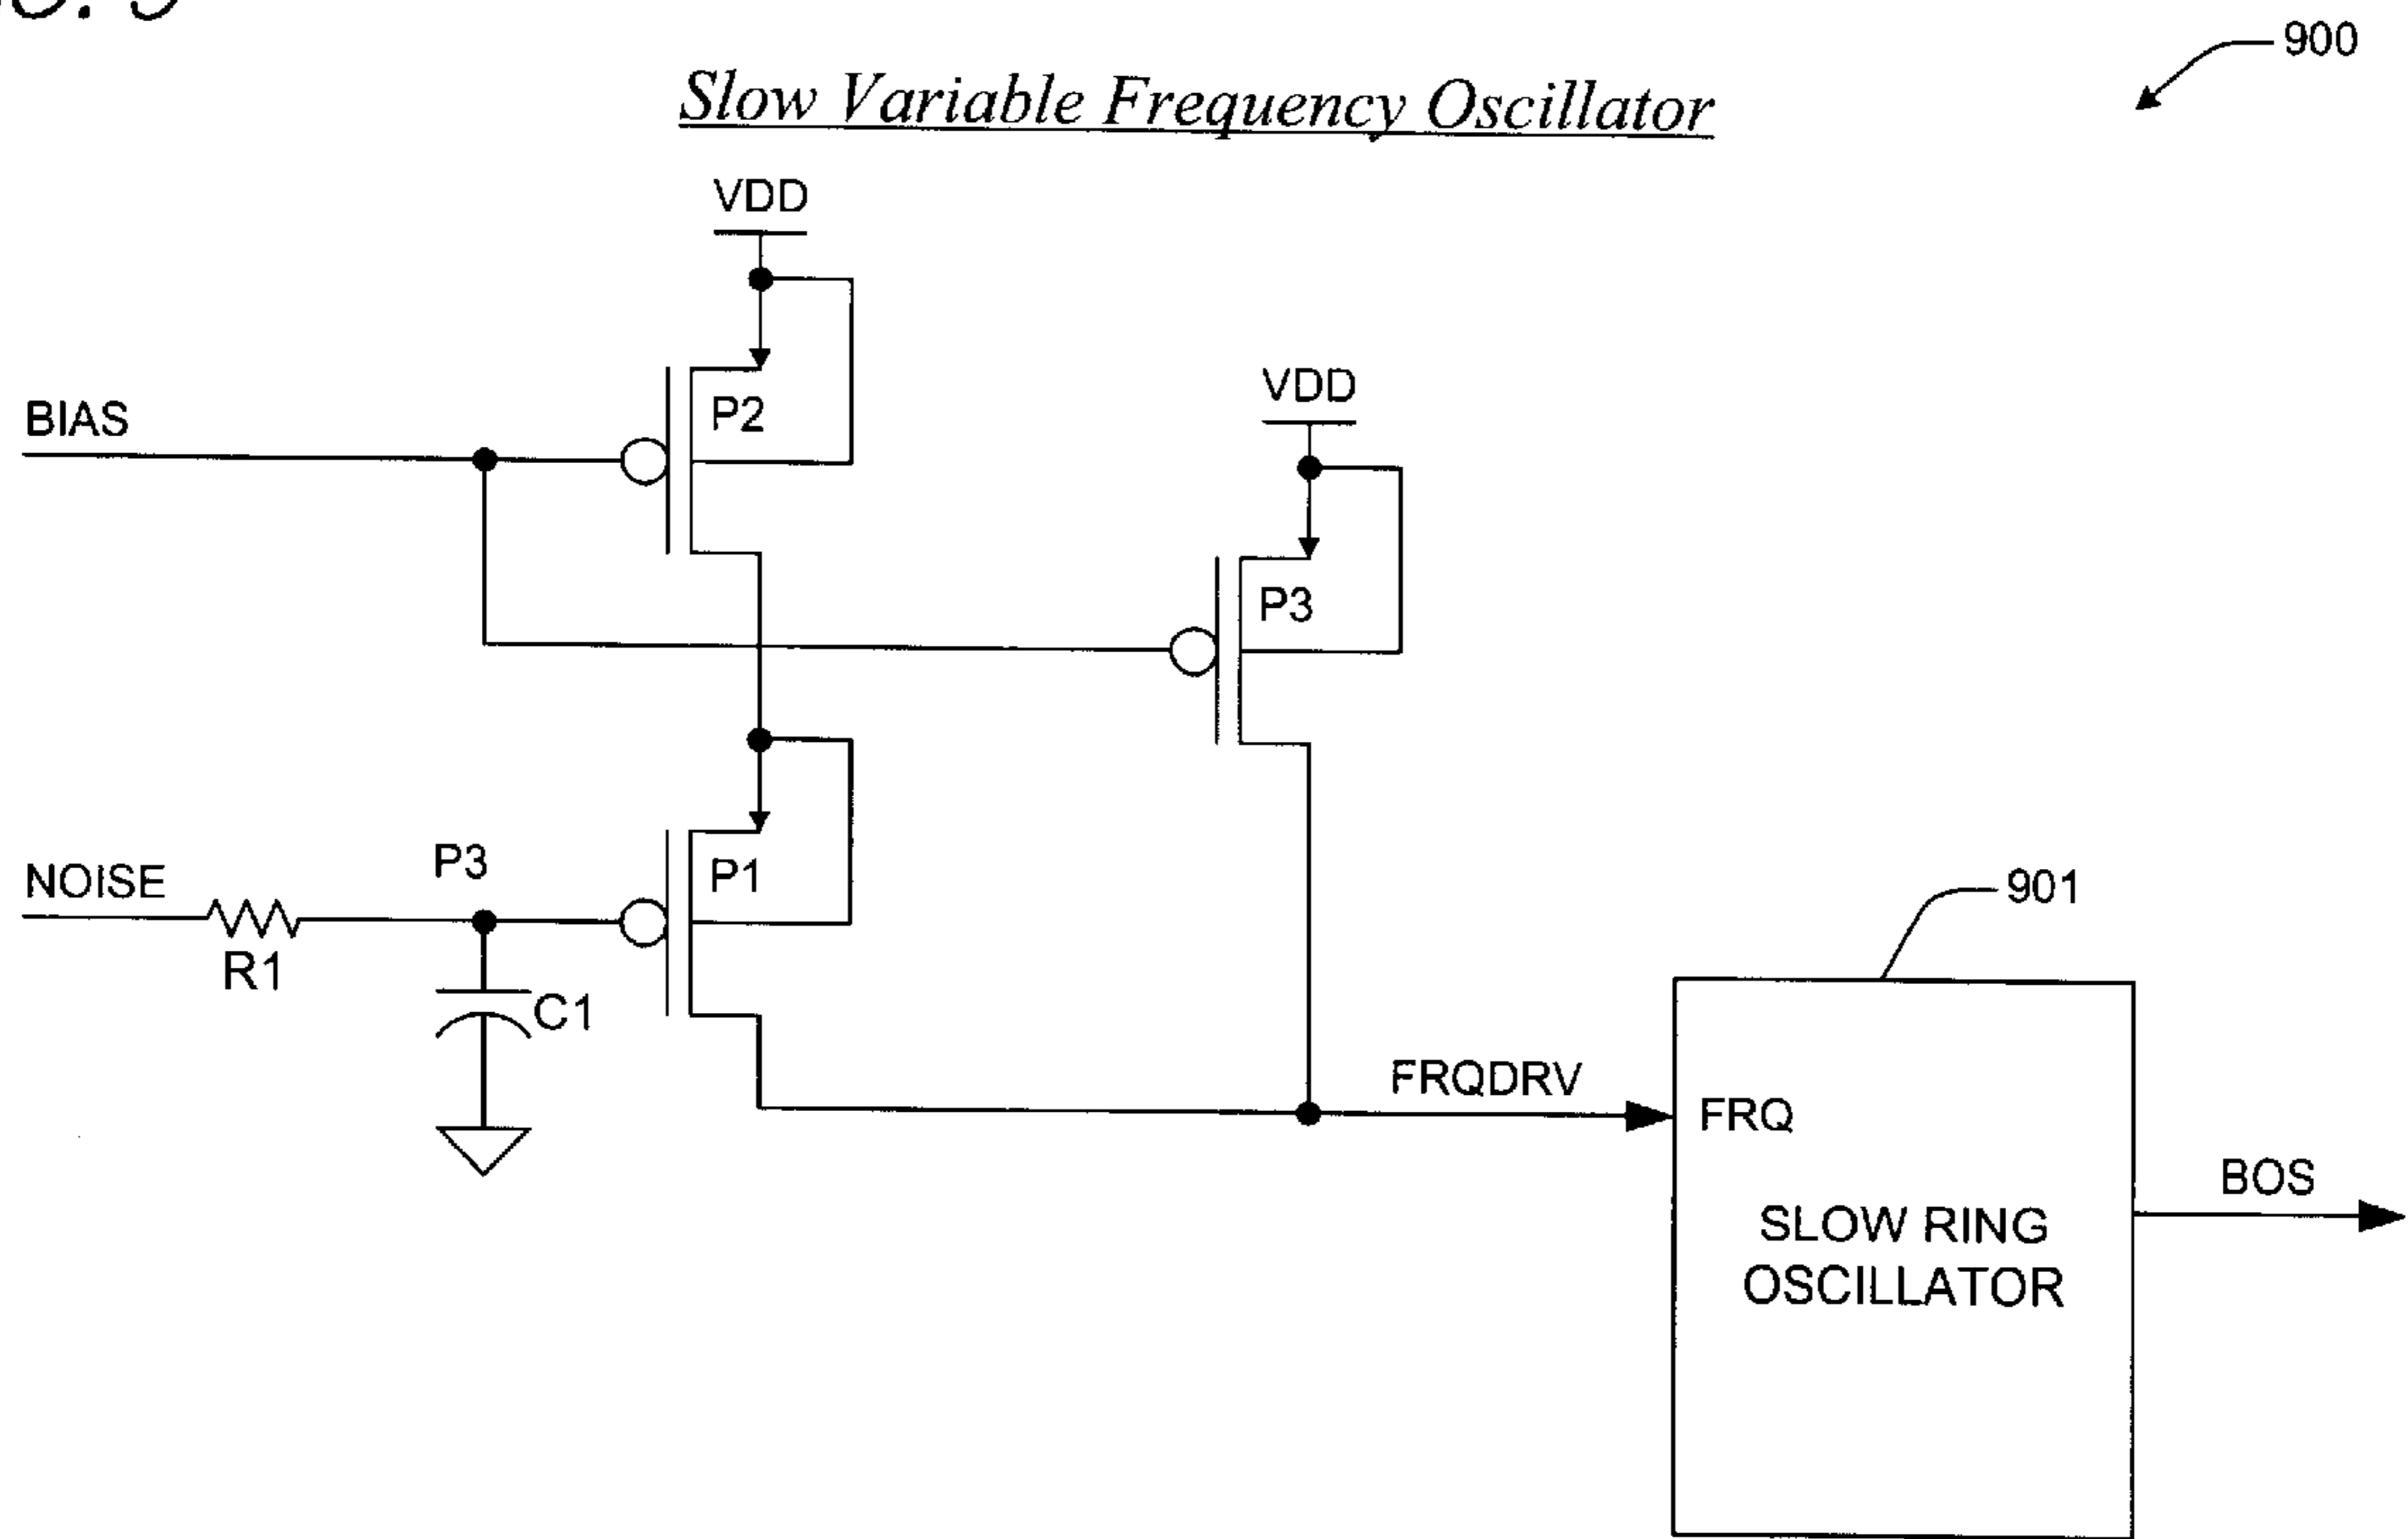 900
Slow Variable Frequency Oscillator
VDD
P2
BIAS
VDD
P3
P3
P1
NOISE
R1
C1
901
FRQDRV
FRQ
BOS
SLOW RING
OSCILLATOR